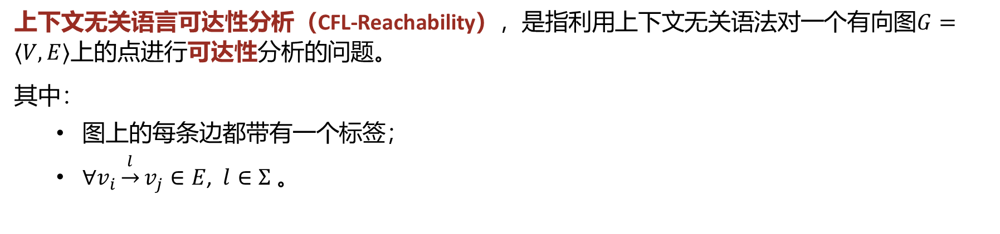 上下文无关语言可达性分析（CFL-Reachability），是指利用上下文无关语法对一个有向图G =
⟨V, E⟩上的点进行可达性分析的问题。
其中：
• 图上的每条边都带有一个标签；
• ∀v_i →^l v_j ∈ E, l ∈ Σ 。